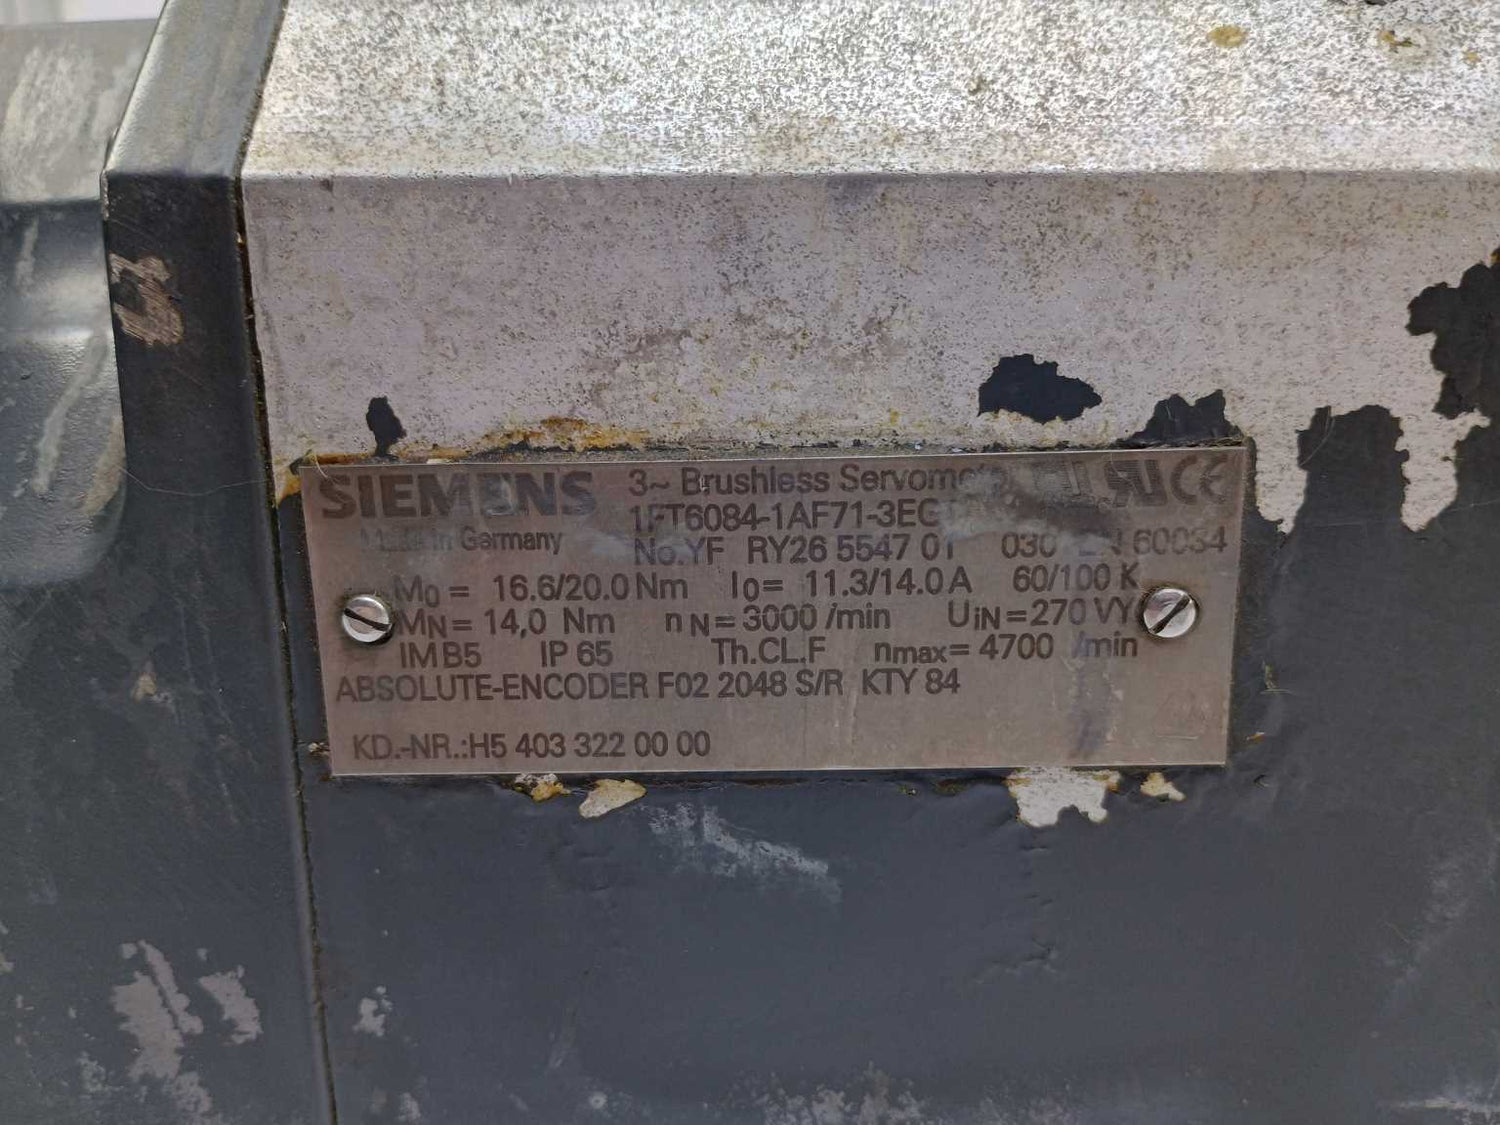 SIEMENS 3~ Brushless Servomoto
1FT6084-1AF71-3EG
Made in Germany No.YF RY26 5547 01 030 EN 60034
M0 = 16.6/20.0 Nm I0 = 11.3/14.0 A 60/100 K
MN = 14,0 Nm nN = 3000 /min UIN = 270 VY
IM B5 IP 65 Th.CL.F nmax = 4700 /min
ABSOLUTE-ENCODER F02 2048 S/R KTY 84
KD.-NR.:H5 403 322 00 00